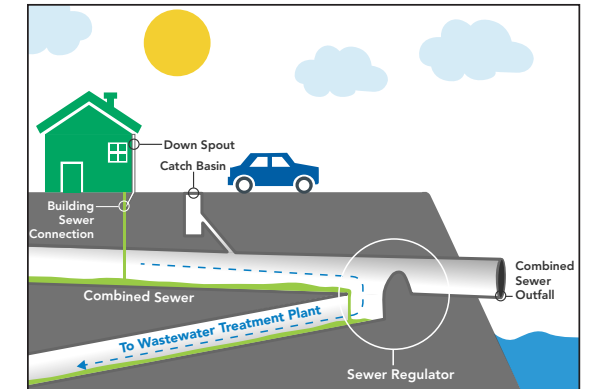 Down Spout
Catch Basin
Building
Sewer
Connection
Combined
Sewer
Outfall
Combined Sewer
To Wastewater Treatment Plant
Sewer Regulator